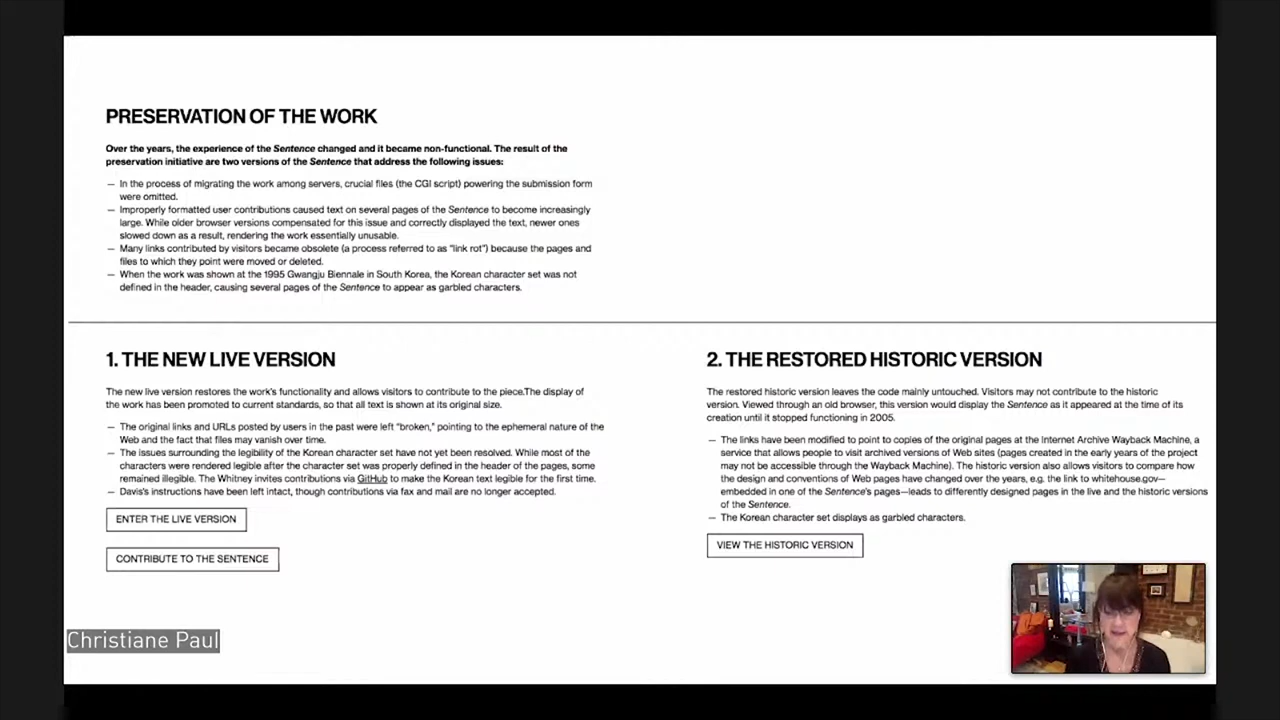 PRESERVATION OF THE WORK
Over the years, the experience of the Sentence changed and it became non-functional. The result of the
preservation initiative are two versions of the Sentence that address the following issues:
— In the process of migrating the work among servers, crucial files (the CGI script) powering the submission form
were omitted.
— Improperly formatted user contributions caused text on several pages of the Sentence to become increasingly
large. While older browser versions compensated for this issue and correctly displayed the text, newer ones
slowed down as a result, rendering the work essentially unusable.
— Many links contributed by visitors became obsolete (a process referred to as "link rot") because the pages and
files to which they point were moved or deleted.
— When the work was shown at the 1995 Gwangju Biennale in South Korea, the Korean character set was not
defined in the header, causing several pages of the Sentence to appear as garbled characters.
1. THE NEW LIVE VERSION
The new live version restores the work's functionality and allows visitors to contribute to the piece.The display of
the work has been promoted to current standards, so that all text is shown at its original size.
— The original links and URLs posted by users in the past were left "broken," pointing to the ephemeral nature of the
Web and the fact that files may vanish over time.
— The issues surrounding the legibility of the Korean character set have not yet been resolved. While most of the
characters were rendered legible after the character set was properly defined in the header of the pages, some
remained illegible. The Whitney invites contributions via GitHub to make the Korean text legible for the first time.
— Davis's instructions have been left intact, though contributions via fax and mail are no longer accepted.
ENTER THE LIVE VERSION
CONTRIBUTE TO THE SENTENCE
2. THE RESTORED HISTORIC VERSION
The restored historic version leaves the code mainly untouched. Visitors may not contribute to the historic
version. Viewed through an old browser, this version would display the Sentence as it appeared at the time of its
creation until it stopped functioning in 2005.
— The links have been modified to point to copies of the original pages at the Internet Archive Wayback Machine, a
service that allows people to visit archived versions of Web sites (pages created in the early years of the project
may not be accessible through the Wayback Machine). The historic version also allows visitors to compare how
the design and conventions of Web pages have changed over the years, e.g. the link to whitehouse.gov—
embedded in one of the Sentence's pages—leads to differently designed pages in the live and the historic versions
of the Sentence.
— The Korean character set displays as garbled characters.
VIEW THE HISTORIC VERSION
Christiane Paul